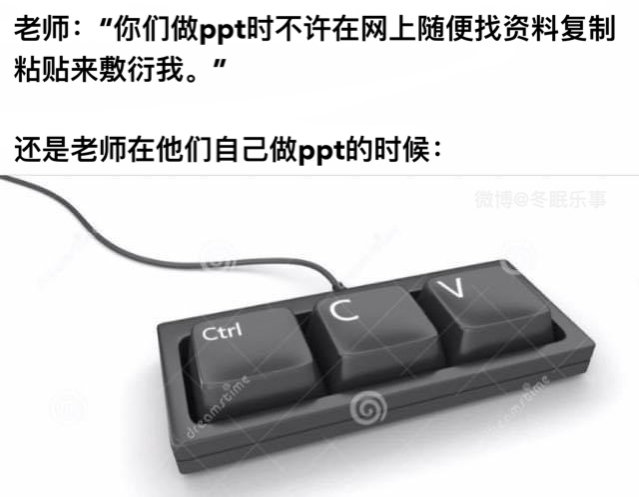 老师：“你们做ppt时不许在网上随便找资料复制
粘贴来敷衍我。”
还是老师在他们自己做ppt的时候：
微博@冬眠乐事
Ctrl
C
V
dreamstime
dreamstime